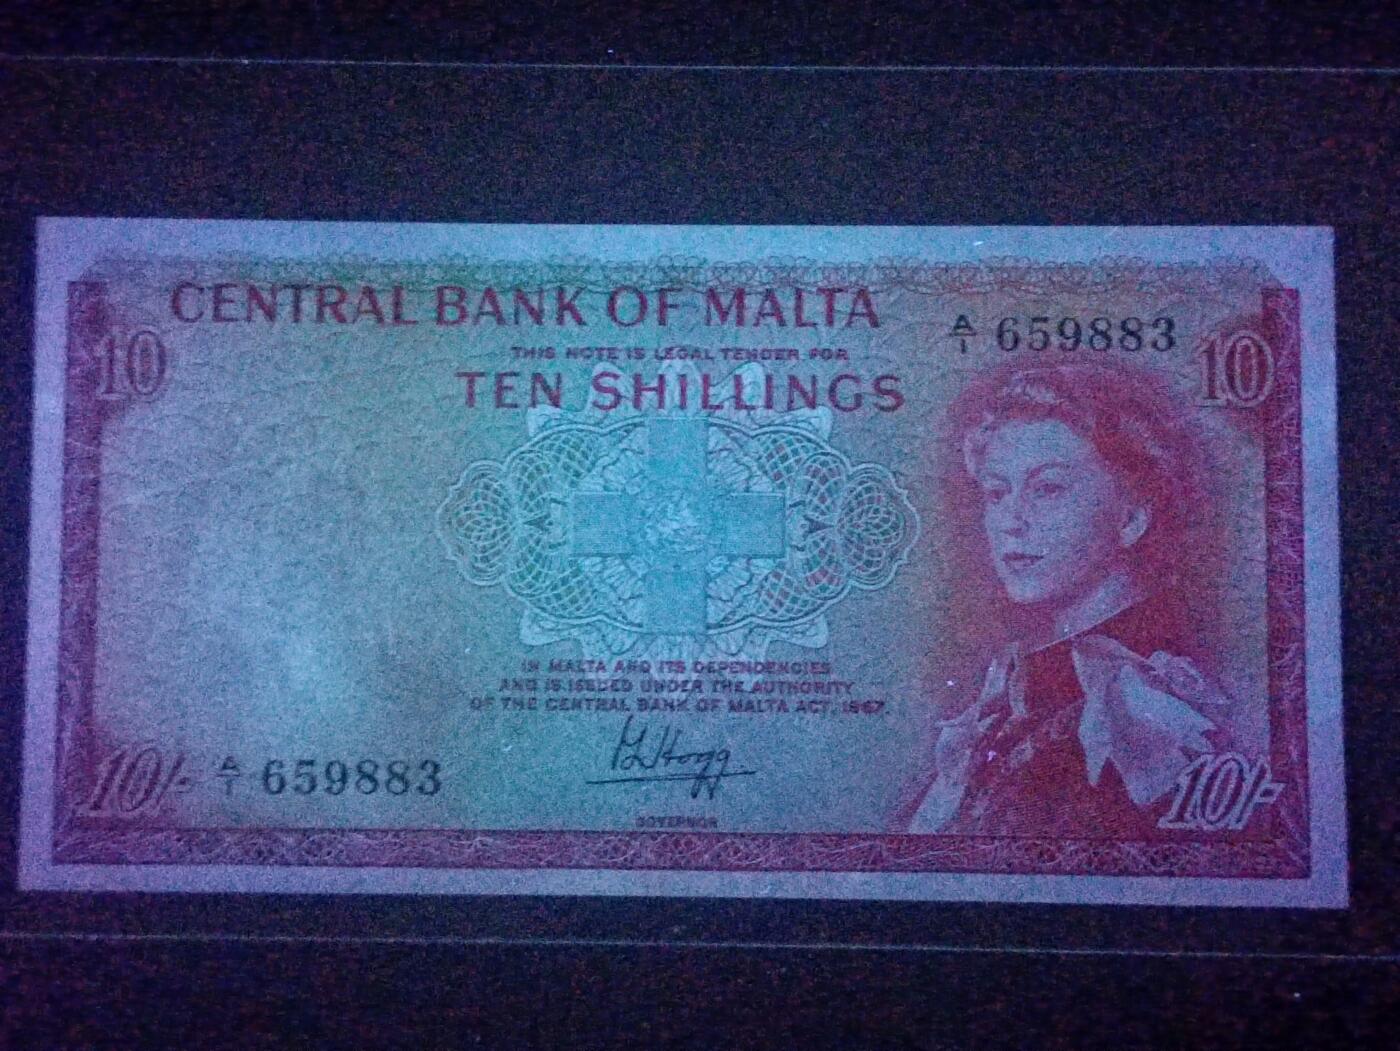 CENTRAL BANK OF MALTA
A/1 659883
10
10
THIS NOTE IS LEGAL TENDER FOR
TEN SHILLINGS
IN MALTA AND ITS DEPENDENCIES
AND IS ISSUED UNDER THE AUTHORITY
OF THE CENTRAL BANK OF MALTA ACT, 1967.
10/-
A/1 659883
GOVERNOR
10/-